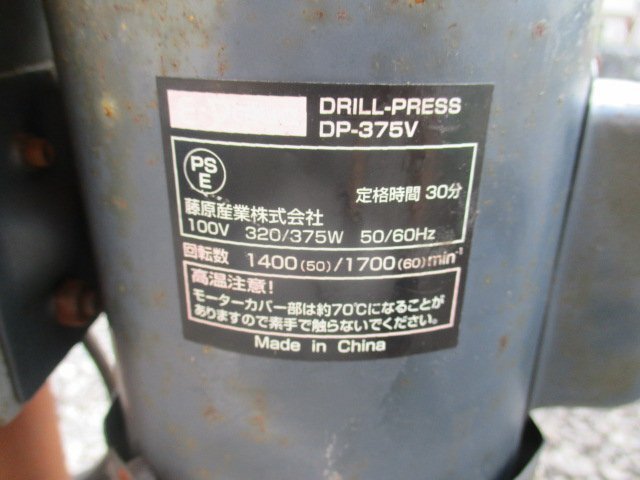 DRILL-PRESS
DP-375V
PS
E
定格時間 30分
藤原産業株式会社
100V 320/375W 50/60Hz
回転数 1400(50)/1700(60)min⁻¹
高温注意!
モーターカバー部は約70℃になることが
ありますので素手で触らないでください。
Made in China